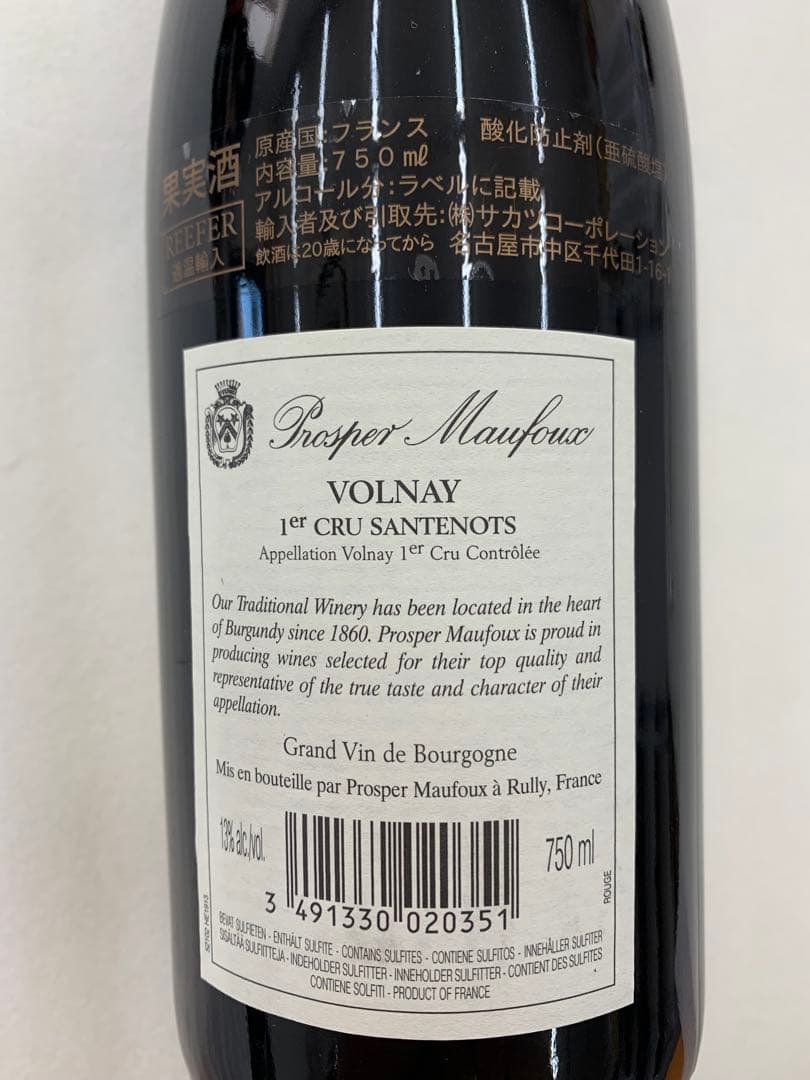 果実酒
REEFER
適温輸入
原産国:フランス 酸化防止剤(亜硫酸塩)
内容量:750㎖
アルコール分:ラベルに記載
輸入者及び引取先:㈱サカツコーポレーション
飲酒は20歳になってから 名古屋市中区千代田1-16-1
Prosper Maufoux
VOLNAY
1er CRU SANTENOTS
Appellation Volnay 1er Cru Contrôlée
Our Traditional Winery has been located in the heart
of Burgundy since 1860. Prosper Maufoux is proud in
producing wines selected for their top quality and
representative of the true taste and character of their
appellation.
Grand Vin de Bourgogne
Mis en bouteille par Prosper Maufoux à Rully, France
13% alc./vol.
750 ml
ROUGE
3 491330 020351
BEVAT SULFIETEN - ENTHÄLT SULFITE - CONTAINS SULFITES - CONTIENE SULFITOS - INNEHÅLLER SULFITER
SISÄLTÄÄ SULFIITTEJA - INDEHOLDER SULFITTER - INNEHOLDER SULFITTER - CONTIENT DES SULFITES
CONTIENE SOLFITI - PRODUCT OF FRANCE